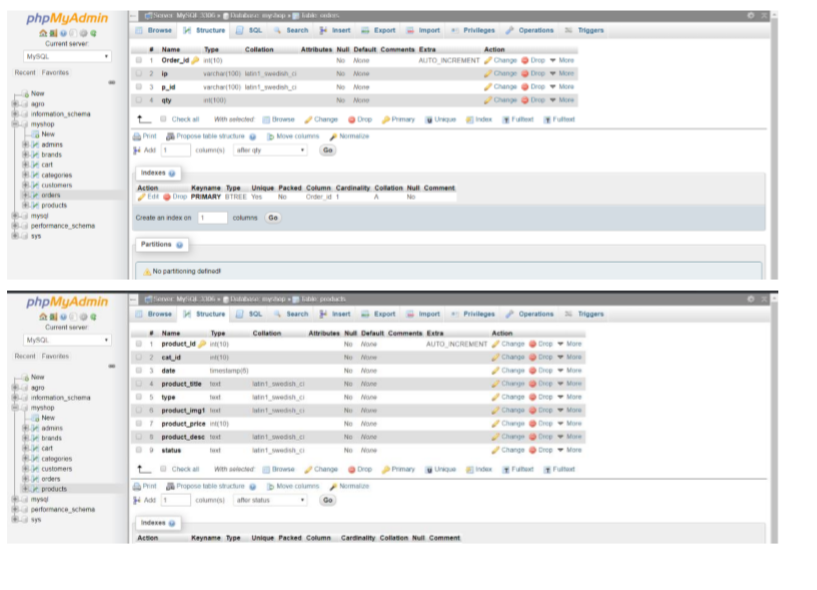 phpMyAdmin
Current server:
MySQL
Recent Favorites
New
agro
information_schema
myshop
New
admins
brands
cart
categories
customers
orders
products
mysql
performance_schema
sys
Server: MySQL:3306 » Database: myshop » Table: orders
Browse Structure SQL Search Insert Export Import Privileges Operations Triggers
# Name Type Collation Attributes Null Default Comments Extra Action
1 Order_id int(10) No None AUTO_INCREMENT Change Drop More
2 ip varchar(100) latin1_swedish_ci No None Change Drop More
3 p_id varchar(100) latin1_swedish_ci No None Change Drop More
4 qty int(100) No None Change Drop More
Check all With selected: Browse Change Drop Primary Unique Index Fulltext Fulltext
Print Propose table structure Move columns Normalize
Add 1 column(s) after qty Go
Indexes
Action Keyname Type Unique Packed Column Cardinality Collation Null Comment
Edit Drop PRIMARY BTREE Yes No Order_id 1 A No
Create an index on 1 columns Go
Partitions
No partitioning defined!
phpMyAdmin
Current server:
MySQL
Recent Favorites
New
agro
information_schema
myshop
New
admins
brands
cart
categories
customers
orders
products
mysql
performance_schema
sys
Server: MySQL:3306 » Database: myshop » Table: products
Browse Structure SQL Search Insert Export Import Privileges Operations Triggers
# Name Type Collation Attributes Null Default Comments Extra Action
1 product_id int(10) No None AUTO_INCREMENT Change Drop More
2 cat_id int(10) No None Change Drop More
3 date timestamp(6) No None Change Drop More
4 product_title text latin1_swedish_ci No None Change Drop More
5 type text latin1_swedish_ci No None Change Drop More
6 product_img1 text latin1_swedish_ci No None Change Drop More
7 product_price int(10) No None Change Drop More
8 product_desc text latin1_swedish_ci No None Change Drop More
9 status text latin1_swedish_ci No None Change Drop More
Check all With selected: Browse Change Drop Primary Unique Index Fulltext Fulltext
Print Propose table structure Move columns Normalize
Add 1 column(s) after status Go
Indexes
Action Keyname Type Unique Packed Column Cardinality Collation Null Comment